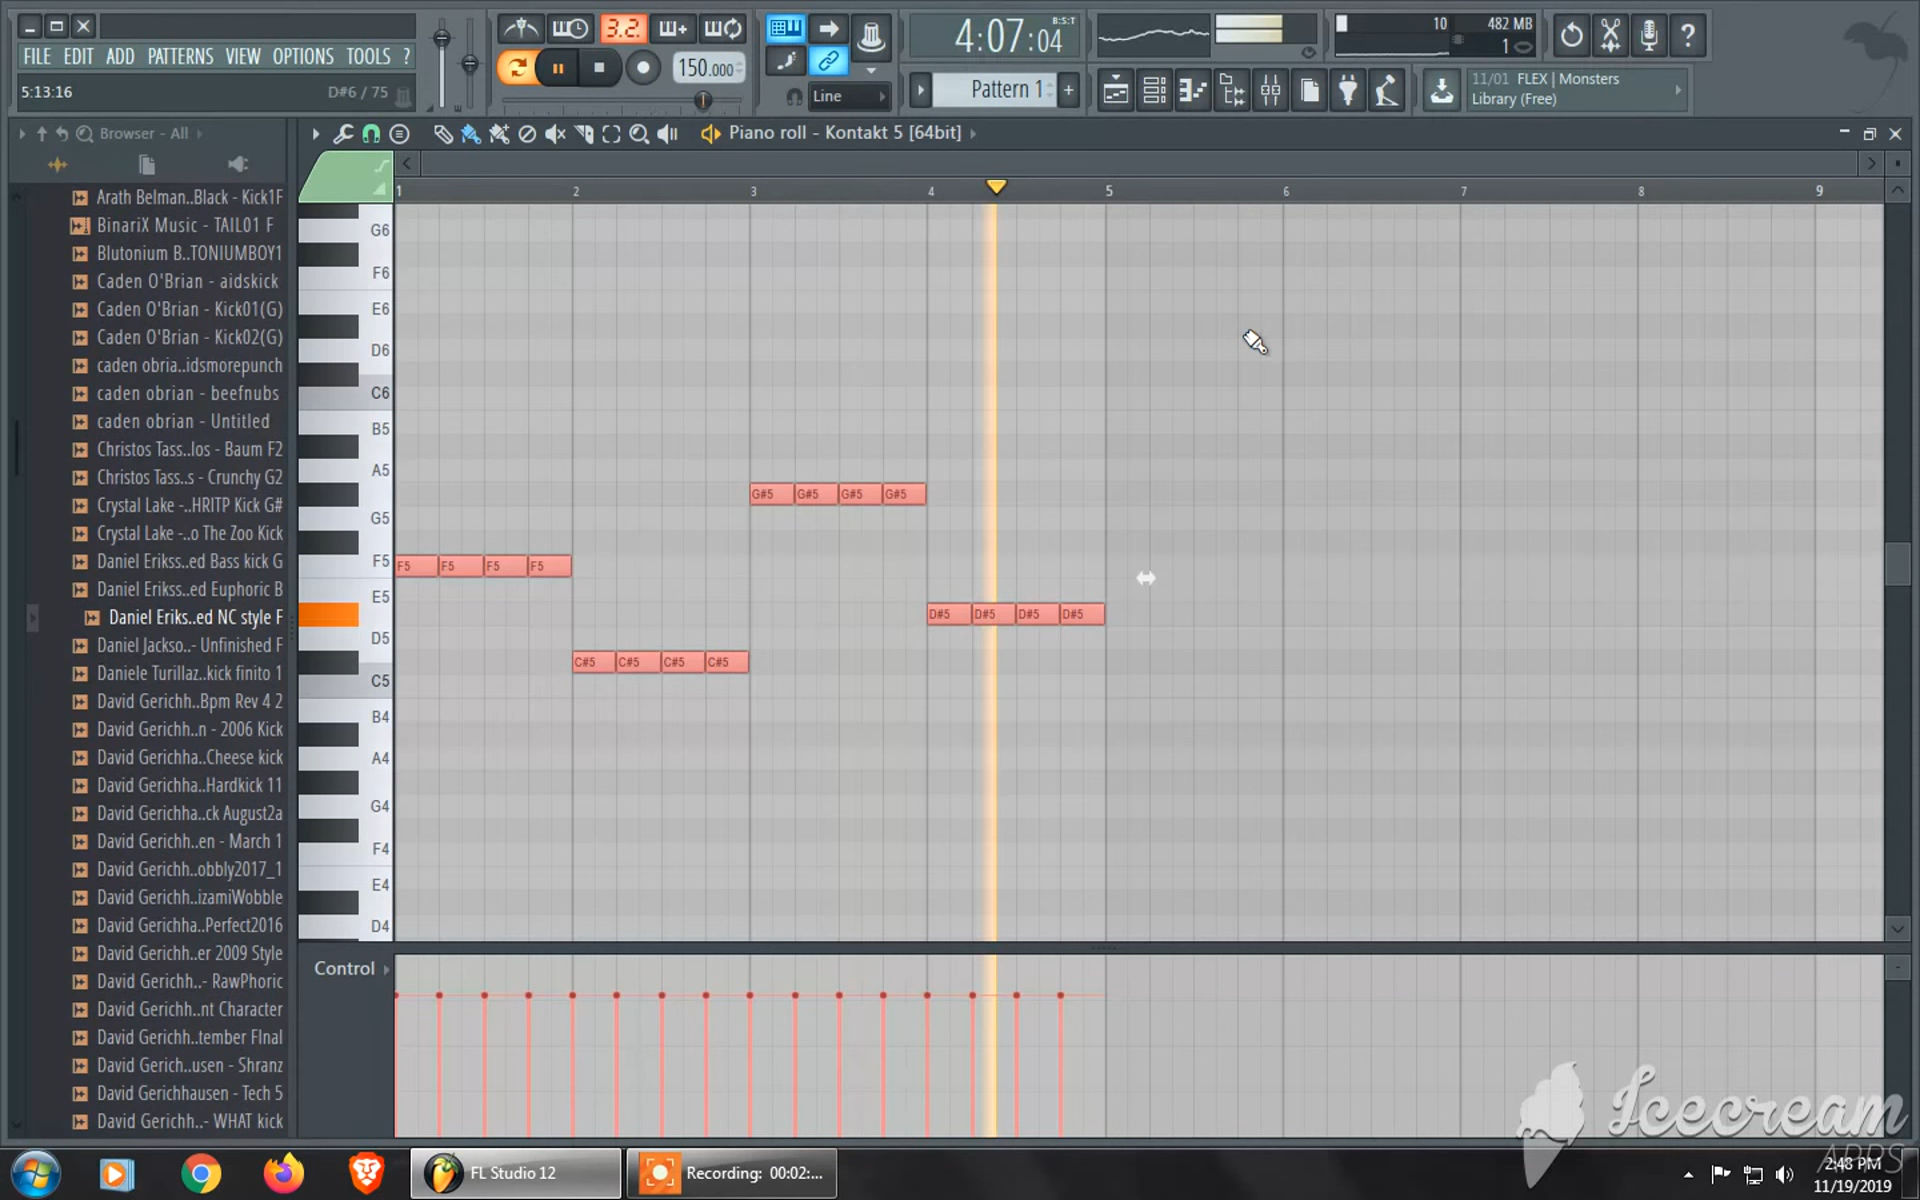 FILE EDIT ADD PATTERNS VIEW OPTIONS TOOLS ?
5:13:16 D#6 / 75
3.2.
150.000
Line
4:07:04
B:S:T
Pattern 1
10 482 MB
1
11/01 FLEX | Monsters
Library (Free)
Browser - All
Piano roll - Kontakt 5 [64bit]
1 2 3 4 5 6 7 8 9
Arath Belman..Black - Kick1F
BinariX Music - TAIL01 F
Blutonium B..TONIUMBOY1
Caden O'Brian - aidskick
Caden O'Brian - Kick01(G)
Caden O'Brian - Kick02(G)
caden obria..idsmorepunch
caden obrian - beefnubs
caden obrian - Untitled
Christos Tass..los - Baum F2
Christos Tass..s - Crunchy G2
Crystal Lake -..HRITP Kick G#
Crystal Lake -..o The Zoo Kick
Daniel Erikss..ed Bass kick G
Daniel Erikss..ed Euphoric B
Daniel Eriks..ed NC style F
Daniel Jackso..- Unfinished F
Daniele Turillaz..kick finito 1
David Gerichh..Bpm Rev 4 2
David Gerichh..n - 2006 Kick
David Gerichha..Cheese kick
David Gerichha..Hardkick 11
David Gerichha..ck August2a
David Gerichh..en - March 1
David Gerichh..obbly2017_1
David Gerichh..izamiWobble
David Gerichha..Perfect2016
David Gerichh..er 2009 Style
David Gerichh..- RawPhoric
David Gerichh..nt Character
David Gerichh..tember FInal
David Gerich..usen - Shranz
David Gerichhausen - Tech 5
David Gerichh..- WHAT kick
G6
F6
E6
D6
C6
B5
A5
G5
F5
E5
D5
C5
B4
A4
G4
F4
E4
D4
G#5 G#5 G#5 G#5
F5 F5 F5 F5
D#5 D#5 D#5 D#5
C#5 C#5 C#5 C#5
Control
Icecream
APPS
FL Studio 12
Recording: 00:02:...
2:48 PM
11/19/2019